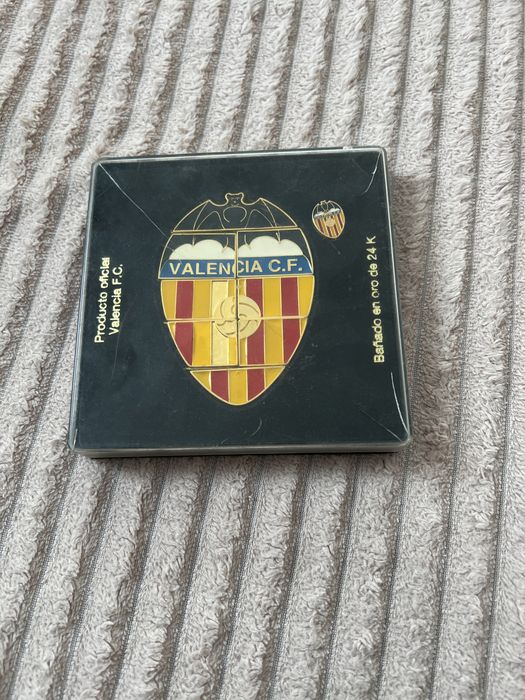 Producto oficial
Valencia F.C.
VALENCIA C.F.
Bañado en oro de 24 K